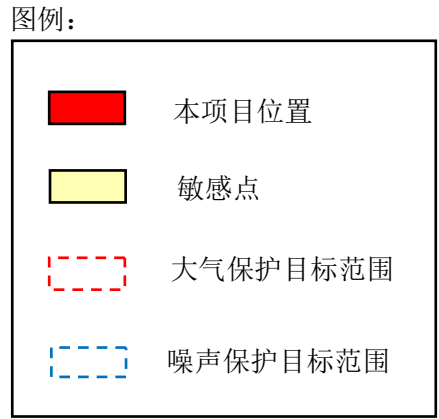 图例：
本项目位置
敏感点
大气保护目标范围
噪声保护目标范围